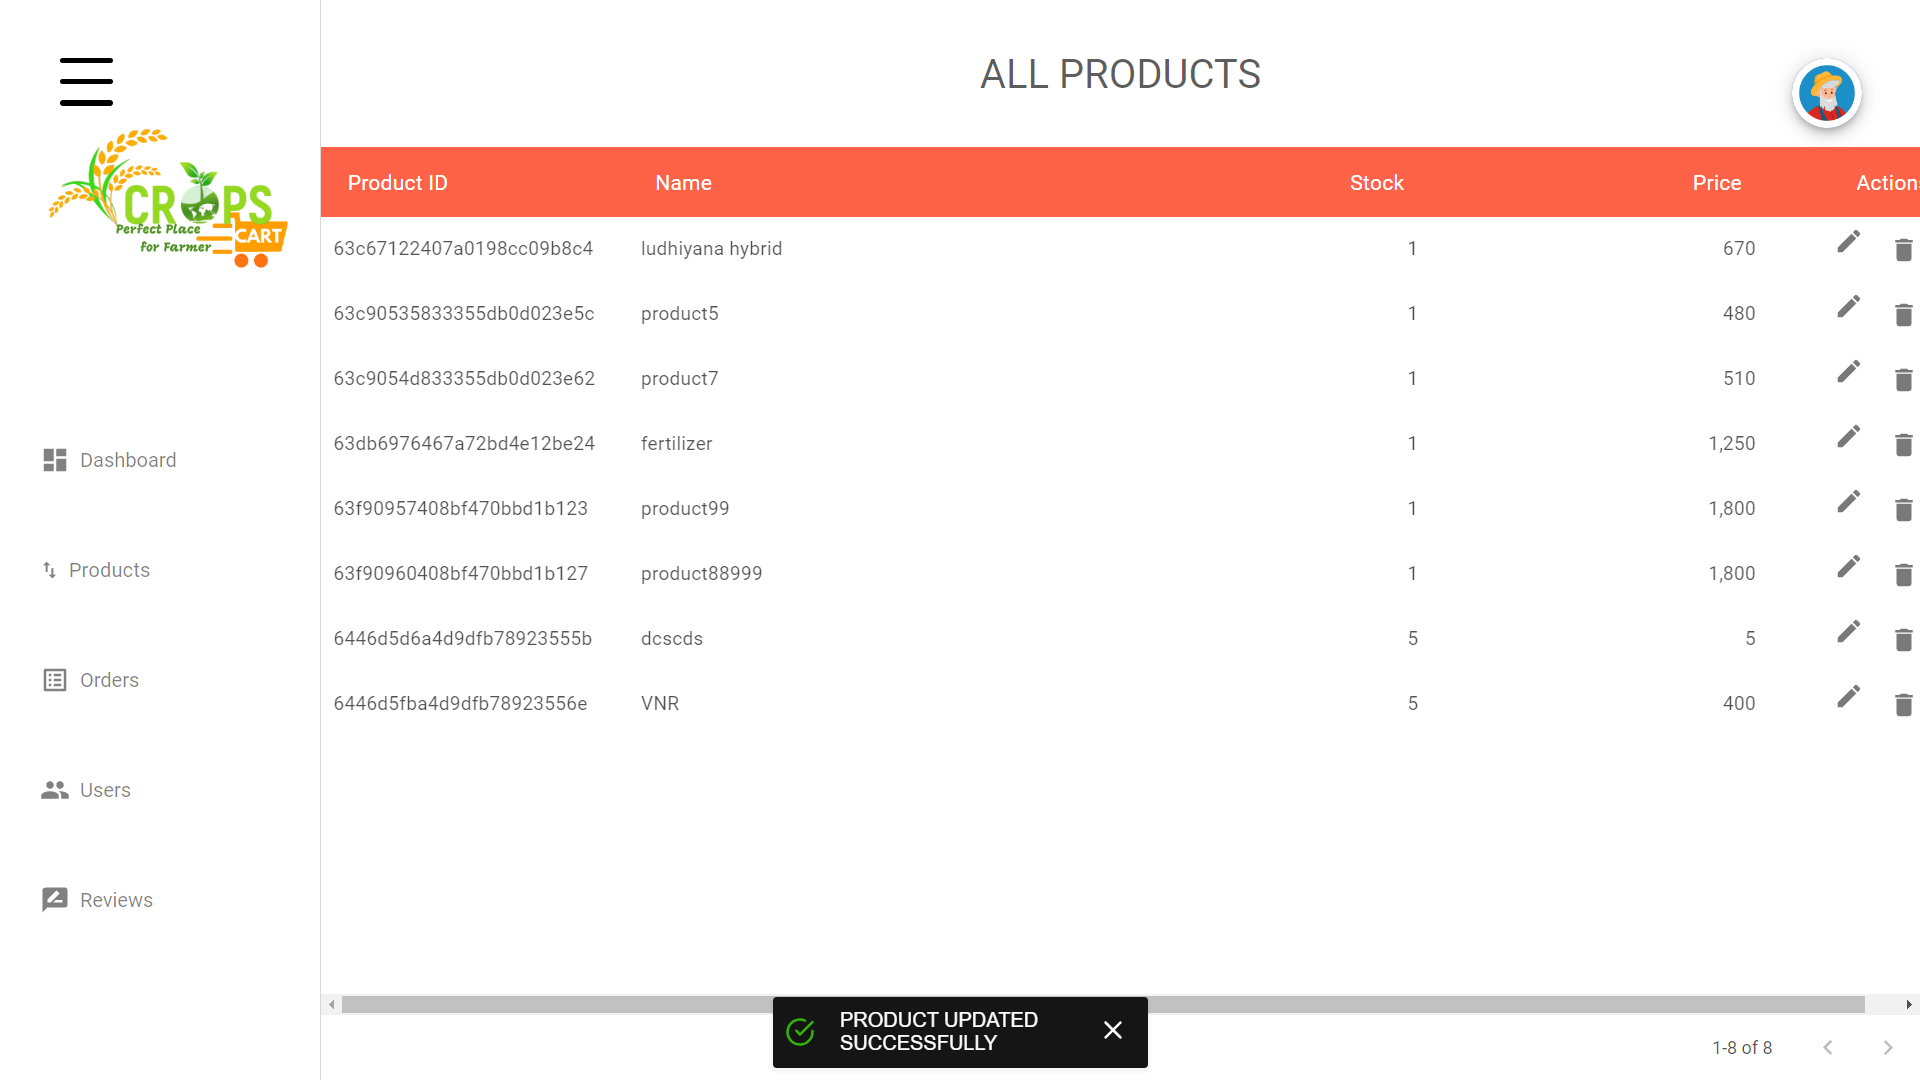 ALL PRODUCTS
CROPS
Perfect Place
for Farmer
CART
Dashboard
Products
Orders
Users
Reviews
Product ID Name Stock Price Action
63c67122407a0198cc09b8c4 ludhiyana hybrid 1 670
63c90535833355db0d023e5c product5 1 480
63c9054d833355db0d023e62 product7 1 510
63db6976467a72bd4e12be24 fertilizer 1 1,250
63f90957408bf470bbd1b123 product99 1 1,800
63f90960408bf470bbd1b127 product88999 1 1,800
6446d5d6a4d9dfb78923555b dcscds 5 5
6446d5fba4d9dfb78923556e VNR 5 400
PRODUCT UPDATED
SUCCESSFULLY
1-8 of 8